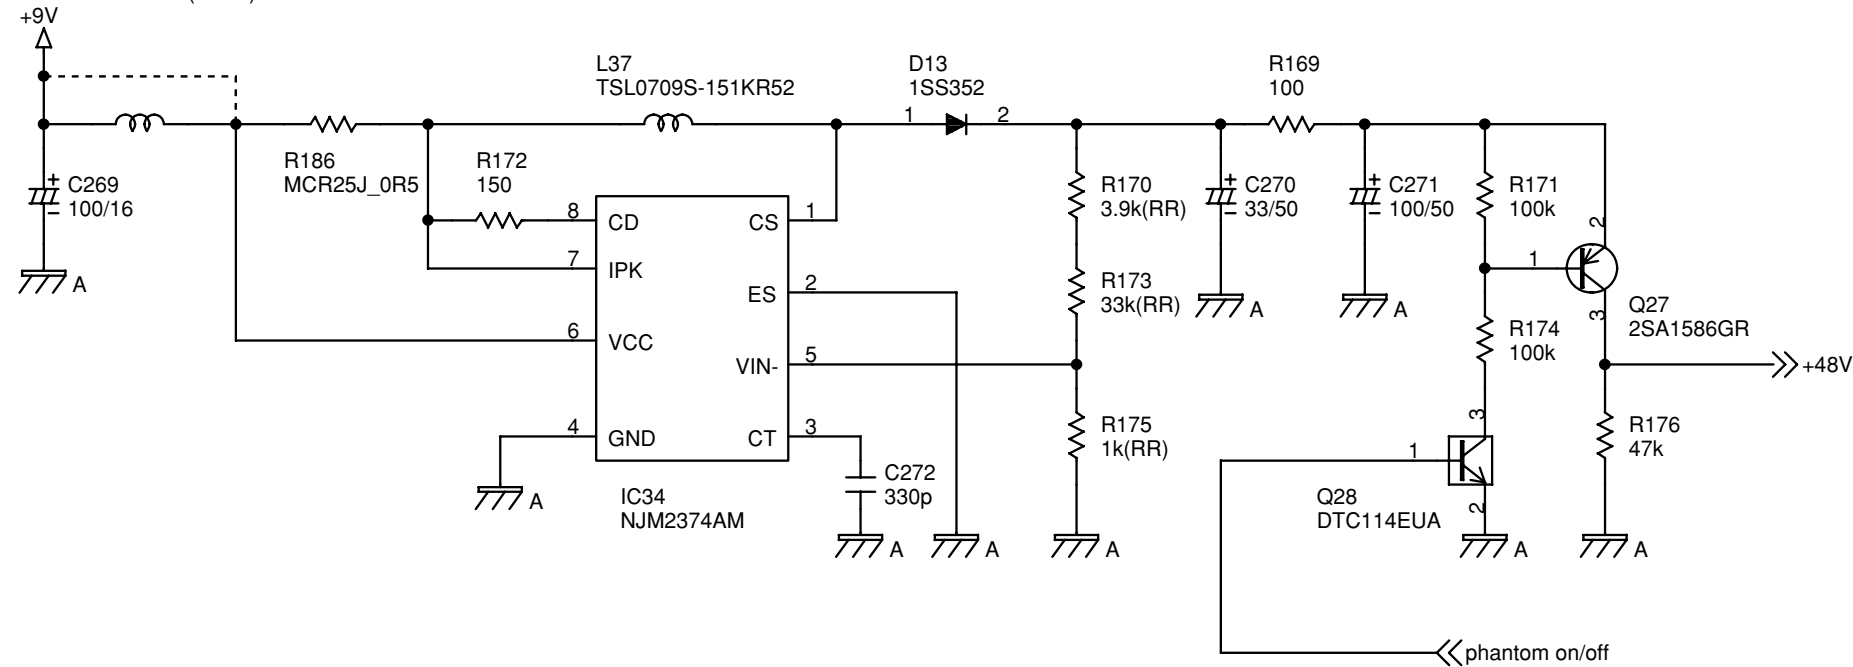 +9V
L37
TSL0709S-151KR52
D13
1SS352
1
2
R169
100
R186
MCR25J_0R5
R172
150
C269
100/16
A
8
CD
CS
1
7
IPK
2
ES
6
VCC
5
VIN-
4
GND
3
CT
A
IC34
NJM2374AM
C272
330p
A
A
R170
3.9k(RR)
R173
33k(RR)
R175
1k(RR)
A
C270
33/50
A
C271
100/50
A
R171
100k
R174
100k
2
1
3
Q27
2SA1586GR
+48V
R176
47k
A
3
1
2
Q28
DTC114EUA
A
phantom on/off